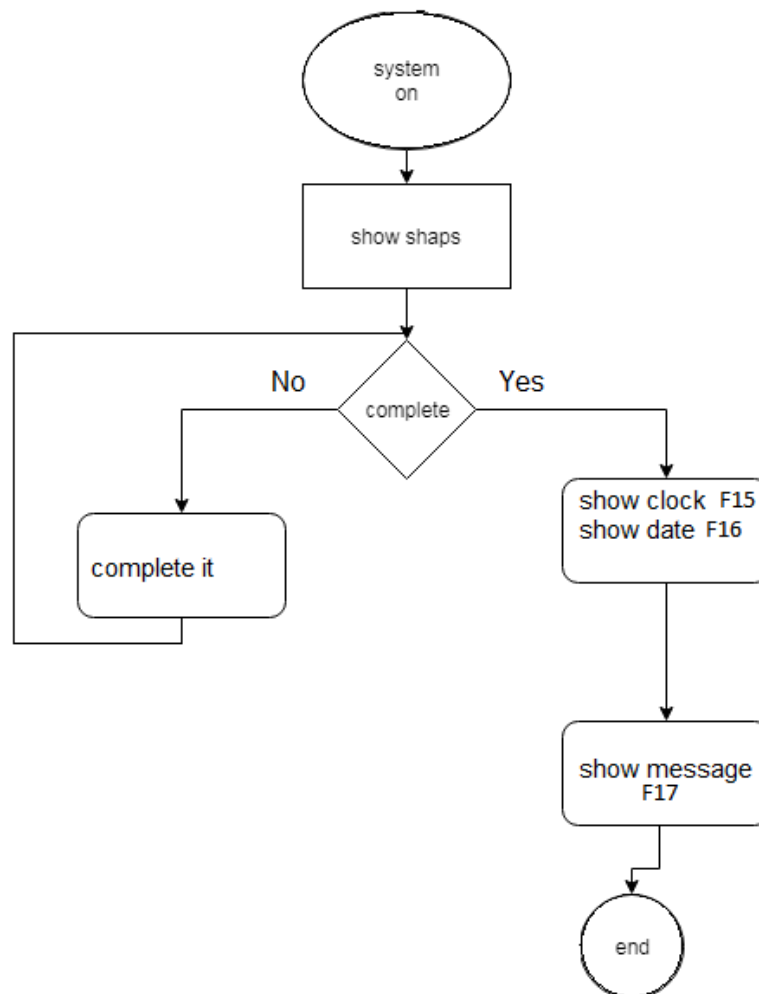 system
on
show shaps
No
Yes
complete
show clock F15
show date F16
complete it
show message
F17
end